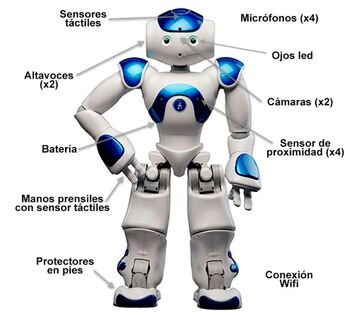 Sensores
táctiles
Micrófonos (x4)
Ojos led
Altavoces
(x2)
Cámaras (x2)
Batería
Sensor de
proximidad (x4)
Manos prensiles
con sensor táctiles
Protectores
en pies
Conexión
Wifi